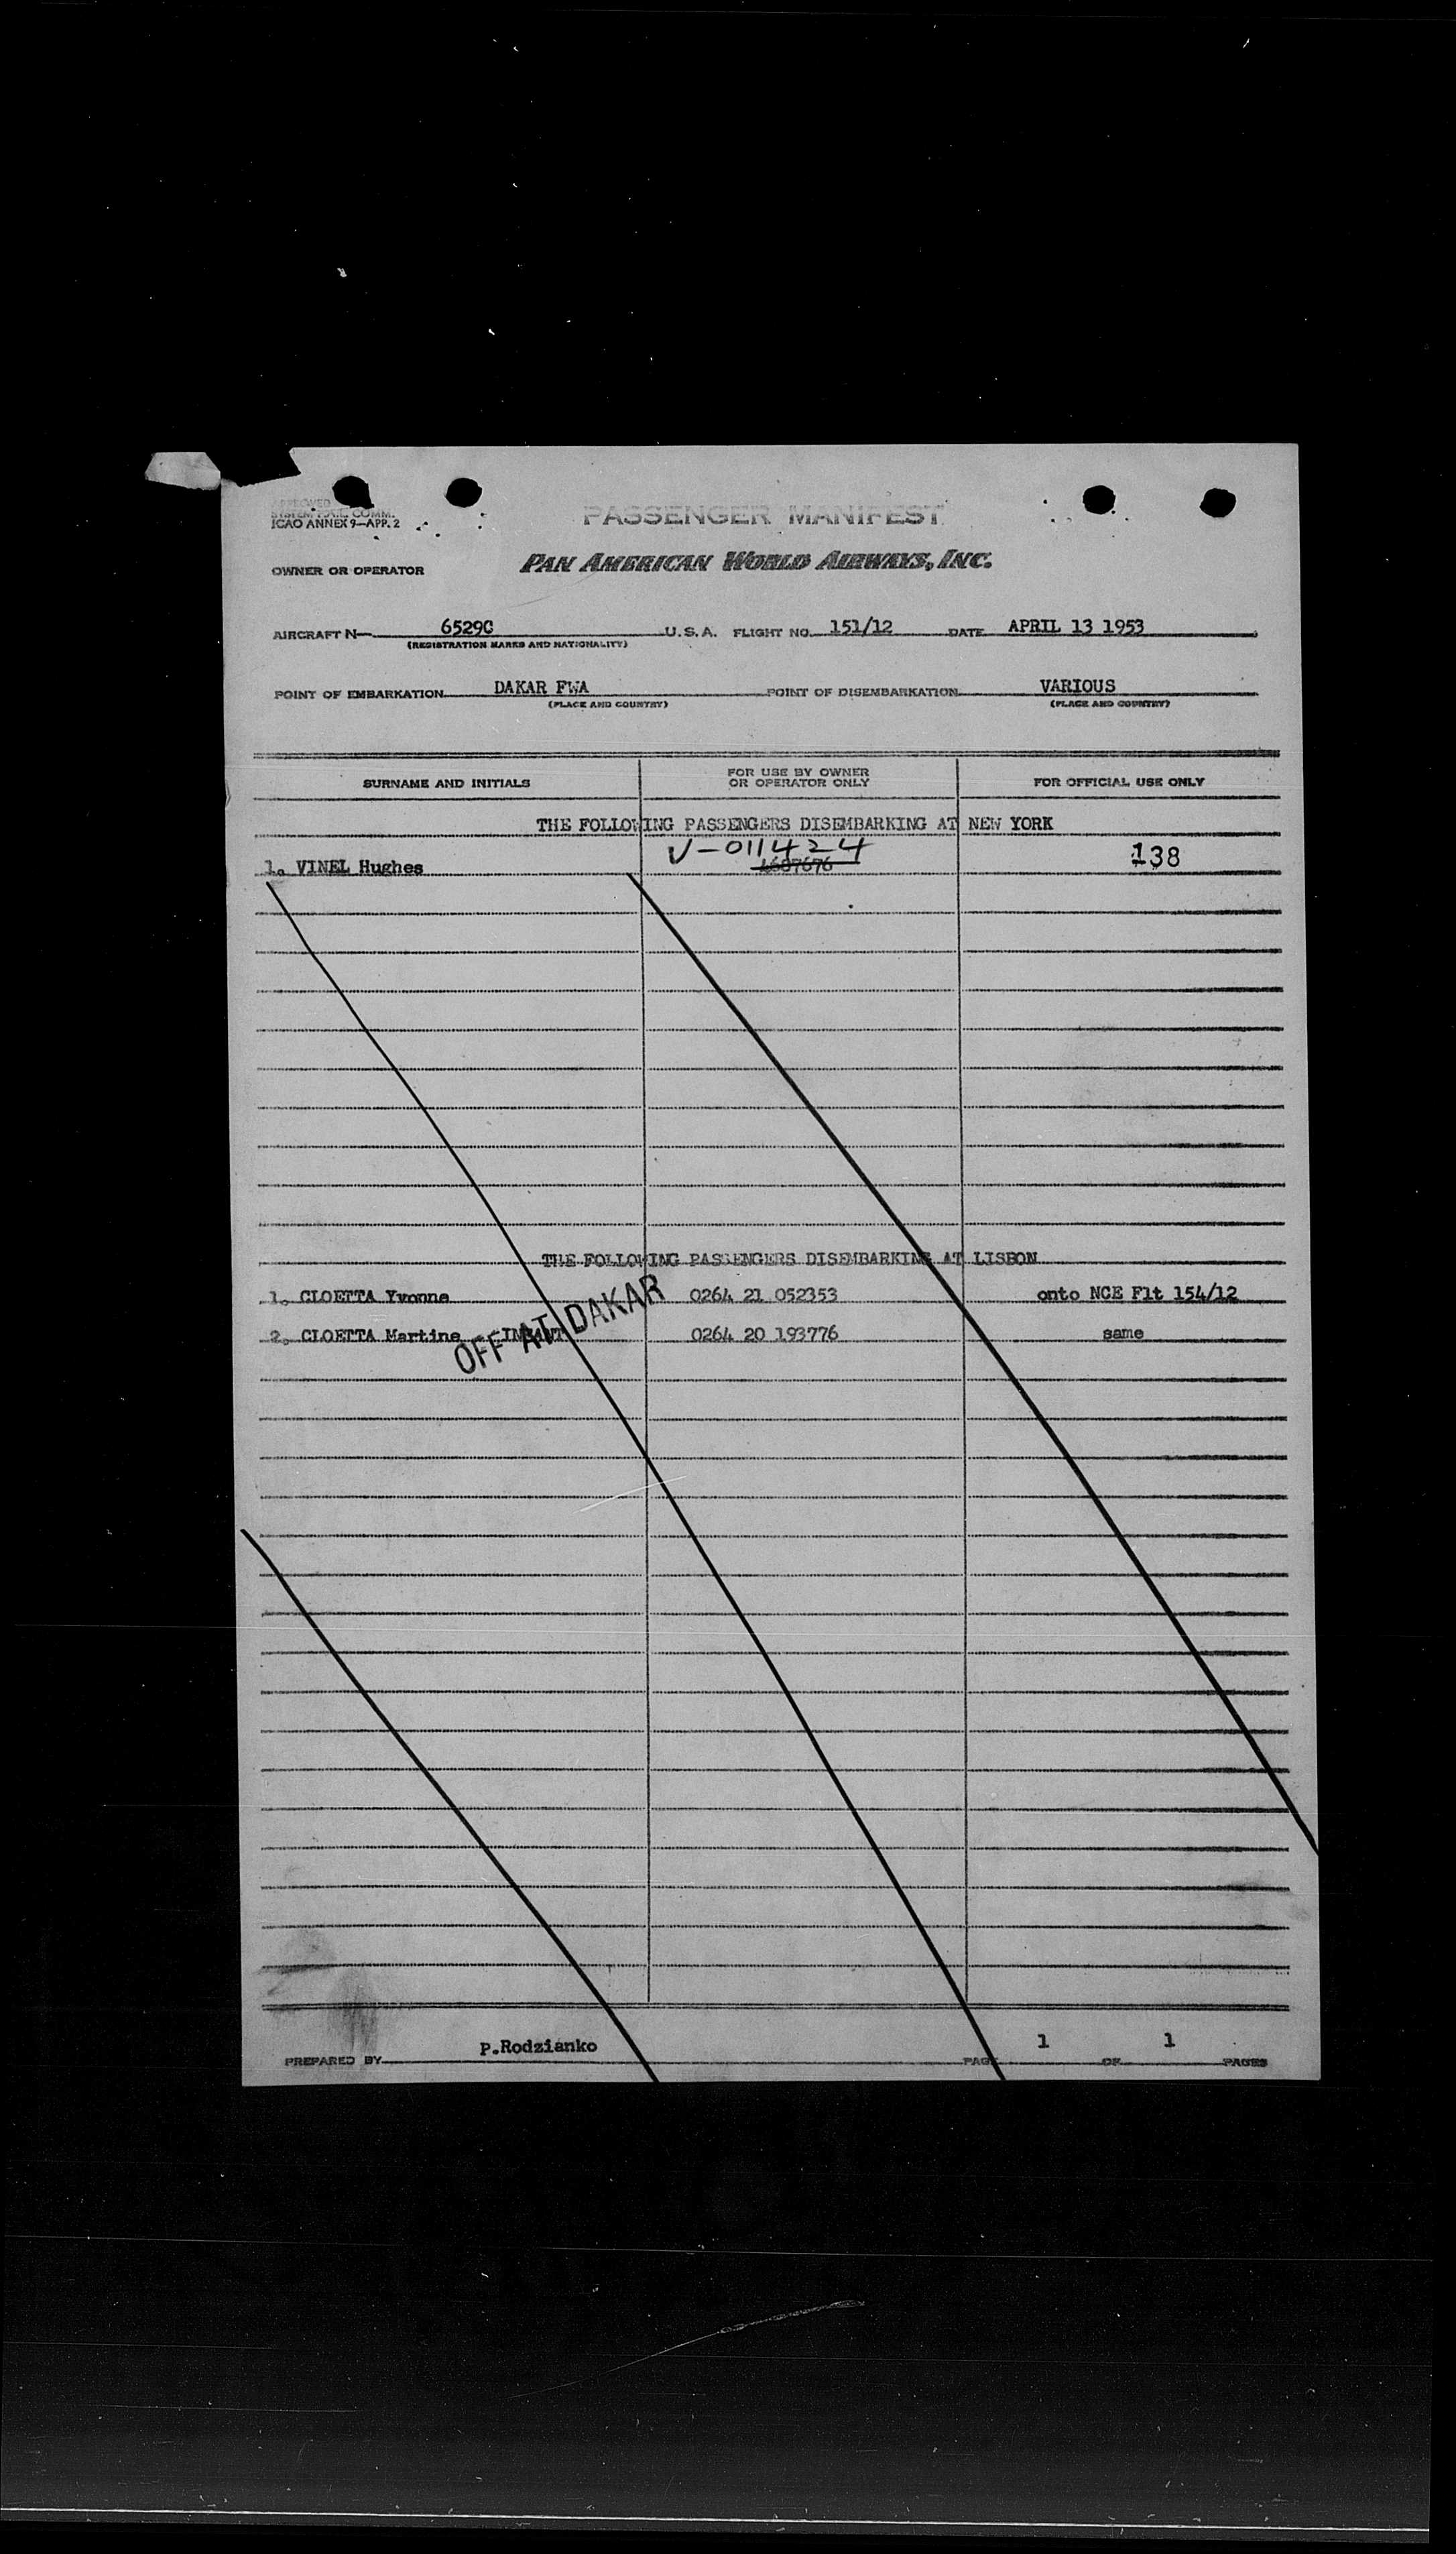 APPROVED
SYSTEM FORM COMM.
ICAO ANNEX 9—APP. 2
PASSENGER MANIFEST
OWNER OR OPERATOR PAN AMERICAN WORLD AIRWAYS, INC.
AIRCRAFT N— 6529C U.S.A. FLIGHT NO. 151/12 DATE APRIL 13 1953
(REGISTRATION MARKS AND NATIONALITY)
POINT OF EMBARKATION DAKAR FWA POINT OF DISEMBARKATION VARIOUS
(PLACE AND COUNTRY) (PLACE AND COUNTRY)
SURNAME AND INITIALS FOR USE BY OWNER OR OPERATOR ONLY FOR OFFICIAL USE ONLY
THE FOLLOWING PASSENGERS DISEMBARKING AT NEW YORK
V-011424
1. VINEL Hughes 138
THE FOLLOWING PASSENGERS DISEMBARKING AT LISBON
1. CLOETTA Yvonne 0264 21 052353 onto NCE Flt 154/12
2. CLOETTA Martine INFANT 0264 20 193776 same
OFF AT DAKAR
PREPARED BY P.Rodzianko PAGE 1 OF 1 PAGES